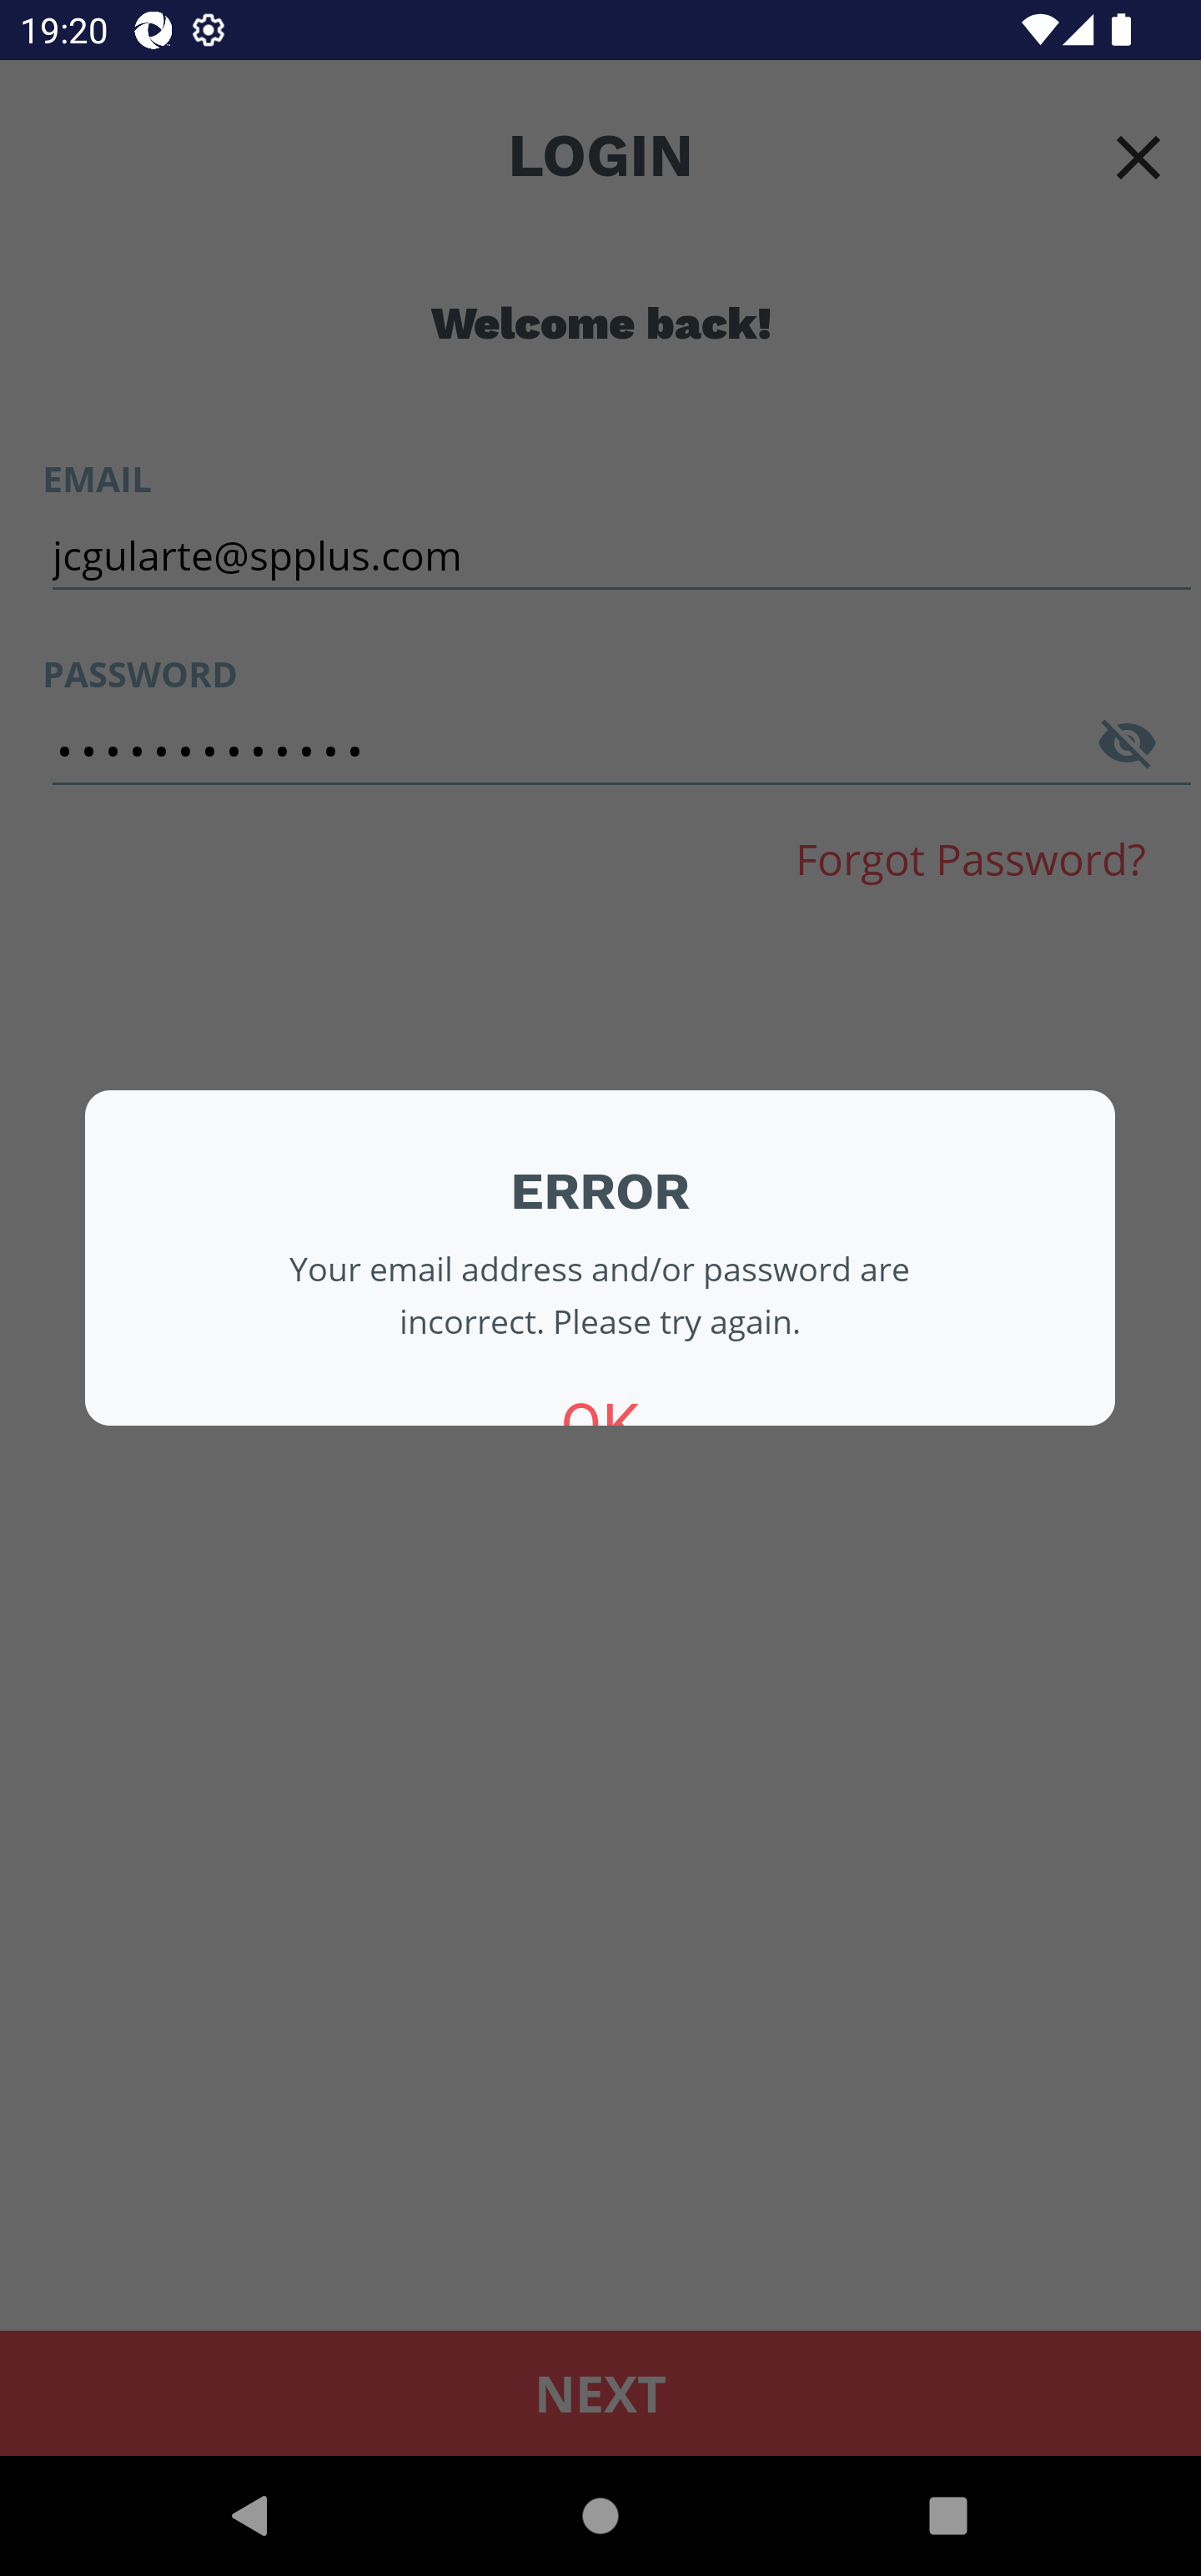 19:20
LOGIN
Welcome back!
EMAIL
jcgularte@spplus.com
PASSWORD
•••••••••••••
Forgot Password?
ERROR
Your email address and/or password are
incorrect. Please try again.
OK
NEXT